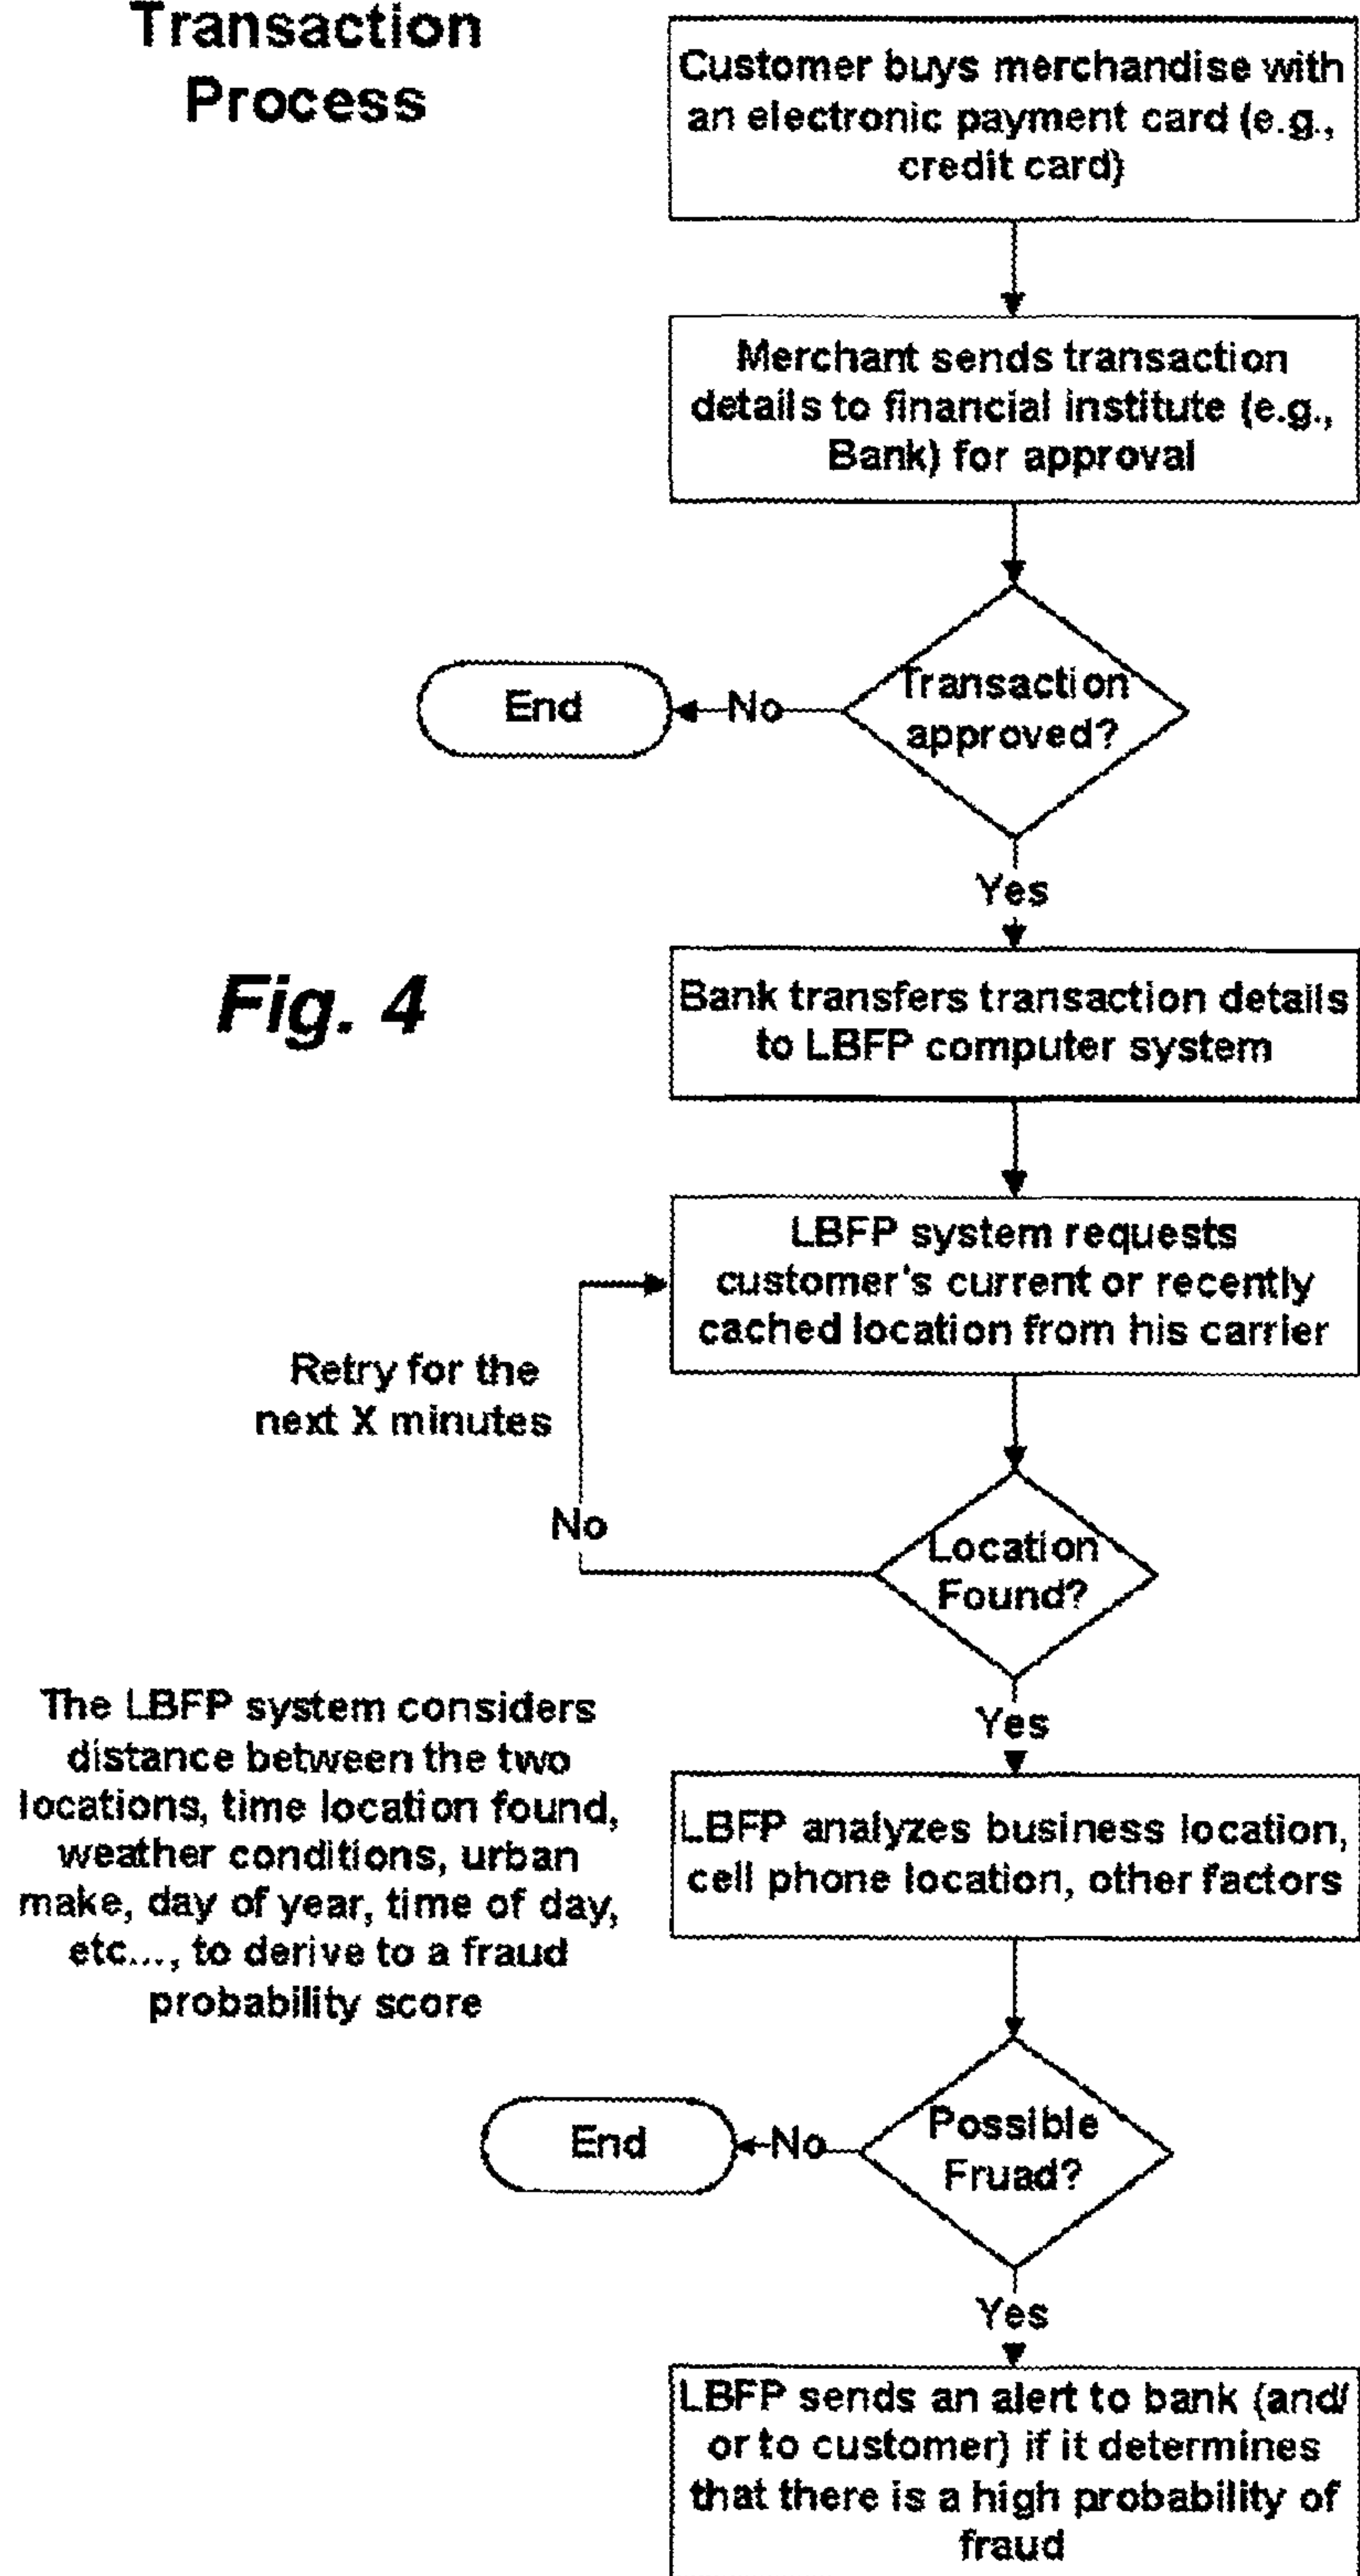 Transaction
Process
Customer buys merchandise with
an electronic payment card (e.g.,
credit card)
Merchant sends transaction
details to financial institute (e.g.,
Bank) for approval
Transaction
approved?
No
End
Yes
Fig. 4
Bank transfers transaction details
to LBFP computer system
LBFP system requests
customer's current or recently
cached location from his carrier
Retry for the
next X minutes
No
Location
Found?
Yes
The LBFP system considers
distance between the two
locations, time location found,
weather conditions, urban
make, day of year, time of day,
etc..., to derive to a fraud
probability score
LBFP analyzes business location,
cell phone location, other factors
Possible
Fruad?
No
End
Yes
LBFP sends an alert to bank (and/
or to customer) if it determines
that there is a high probability of
fraud